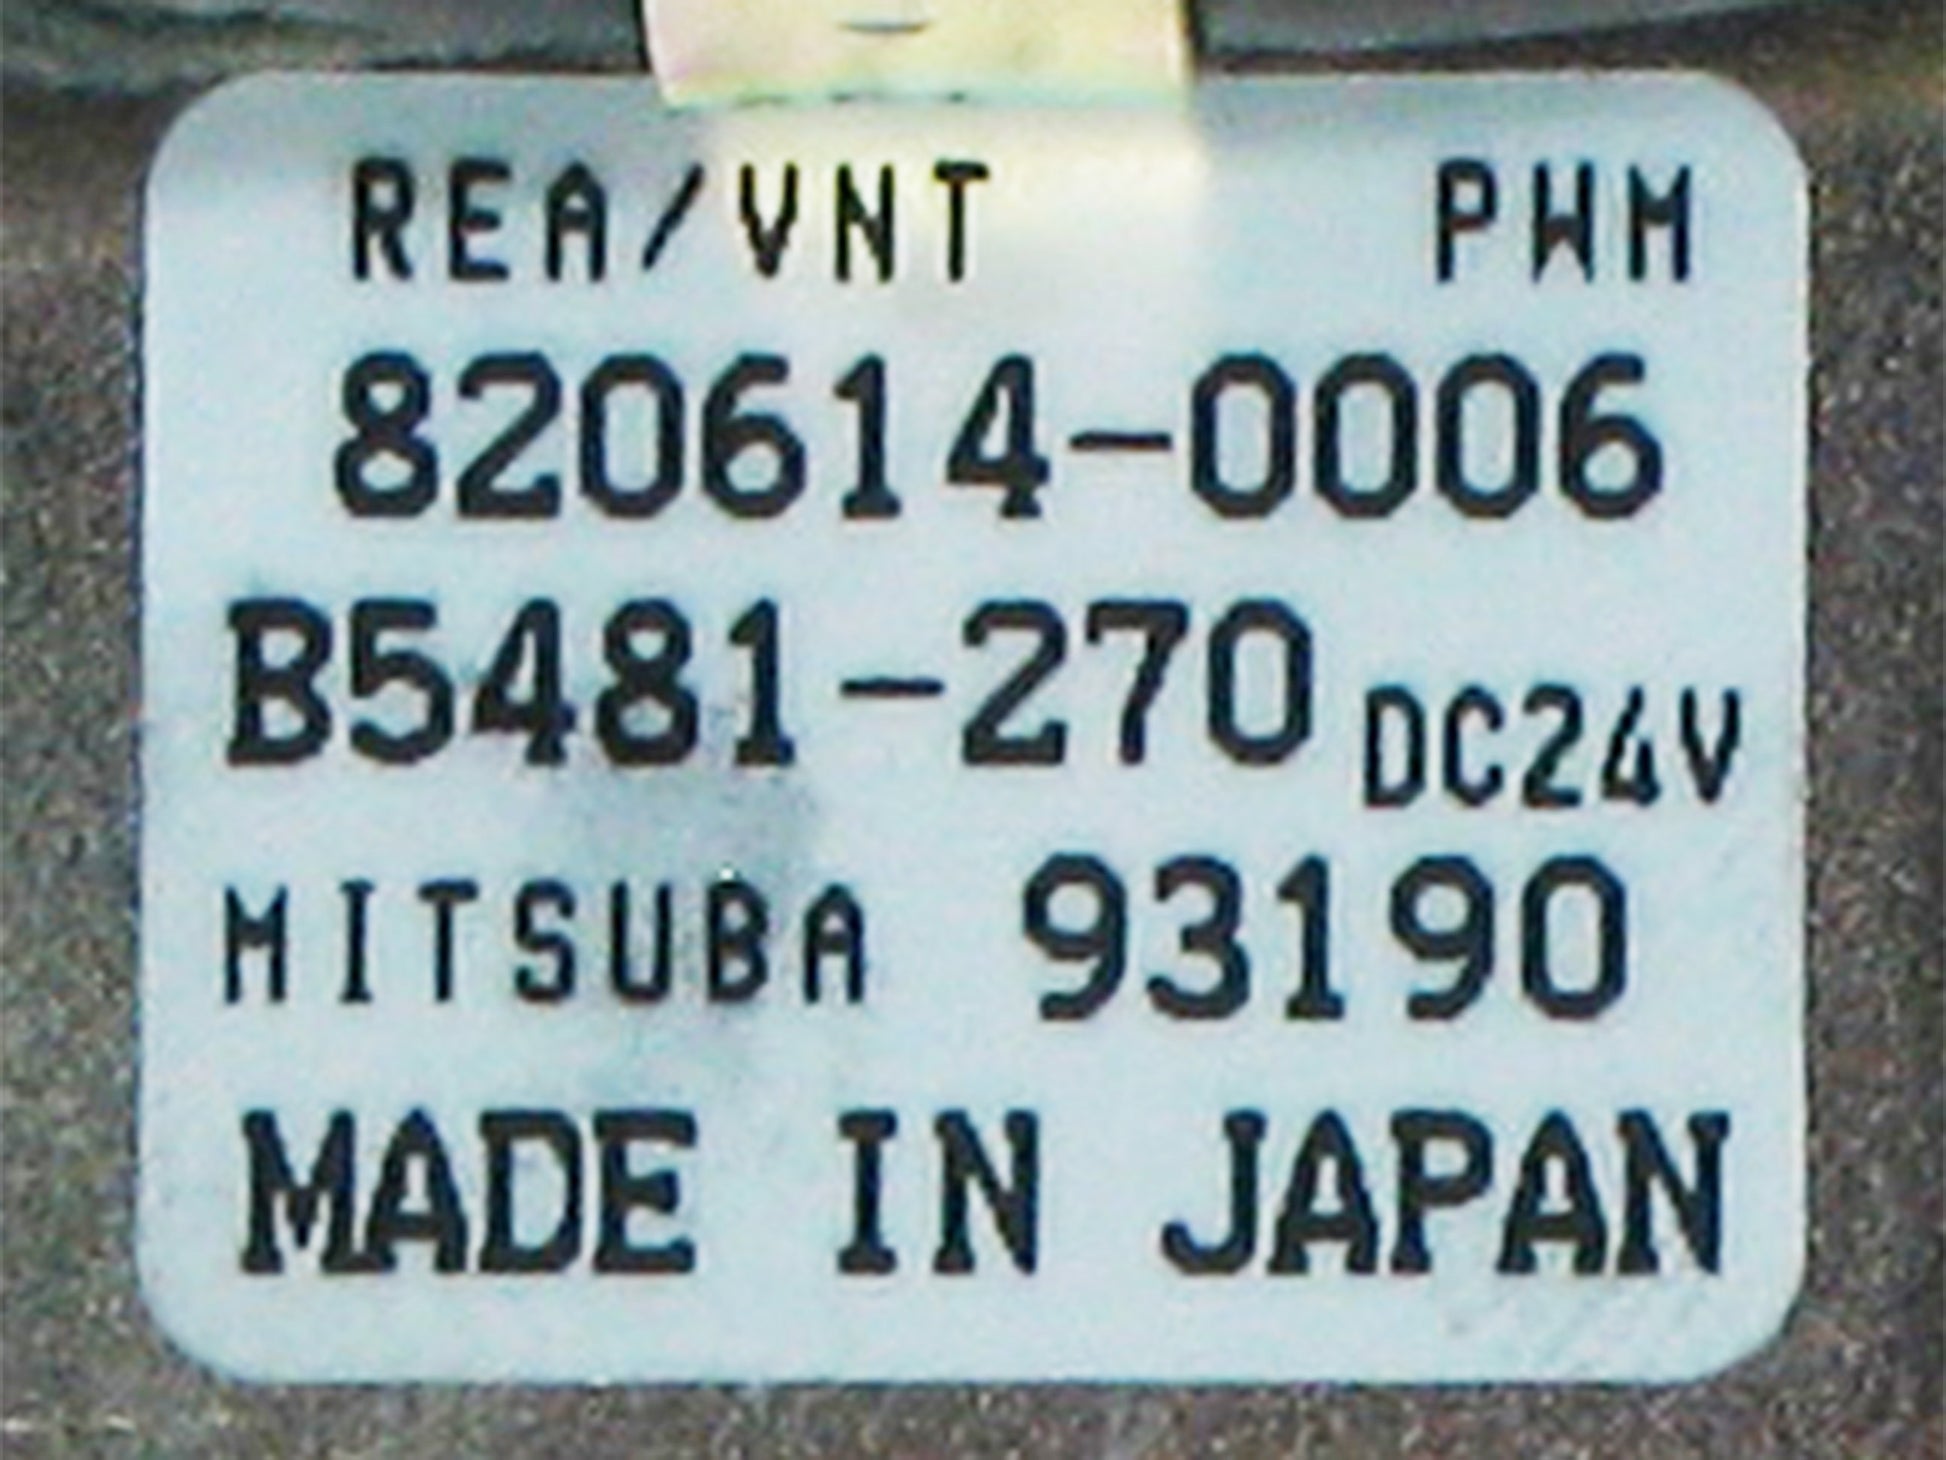 REA/VNT PWM
820614-0006
B5481-270 DC24V
MITSUBA 93190
MADE IN JAPAN